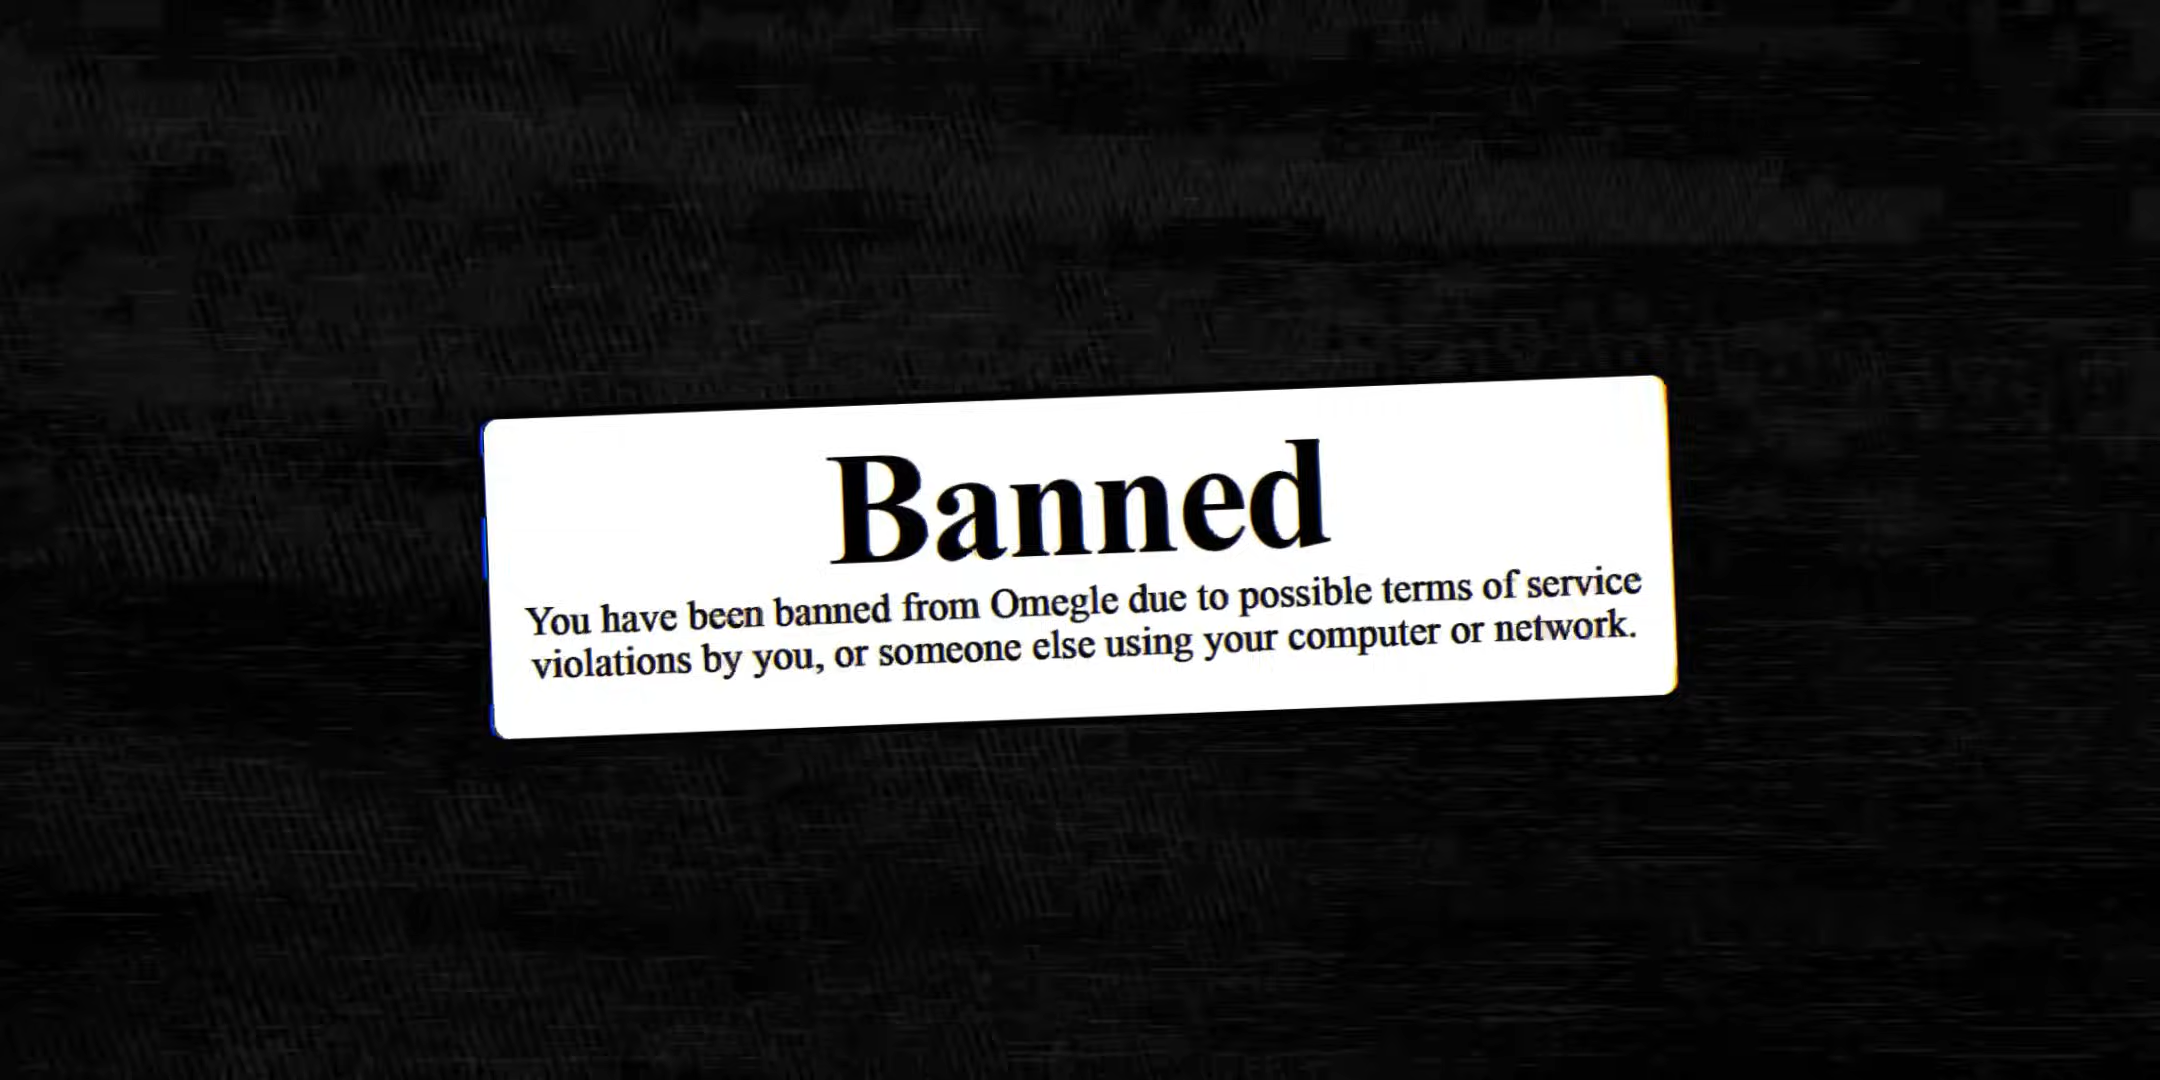 Banned
You have been banned from Omegle due to possible terms of service
violations by you, or someone else using your computer or network.